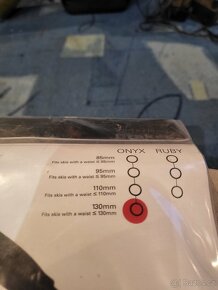 ONYX RUBY
85mm
Fits skis with a waist ≤ 85mm
95mm
Fits skis with a waist ≤ 95mm
110mm
Fits skis with a waist ≤ 110mm
130mm
Fits skis with a waist ≤ 130mm